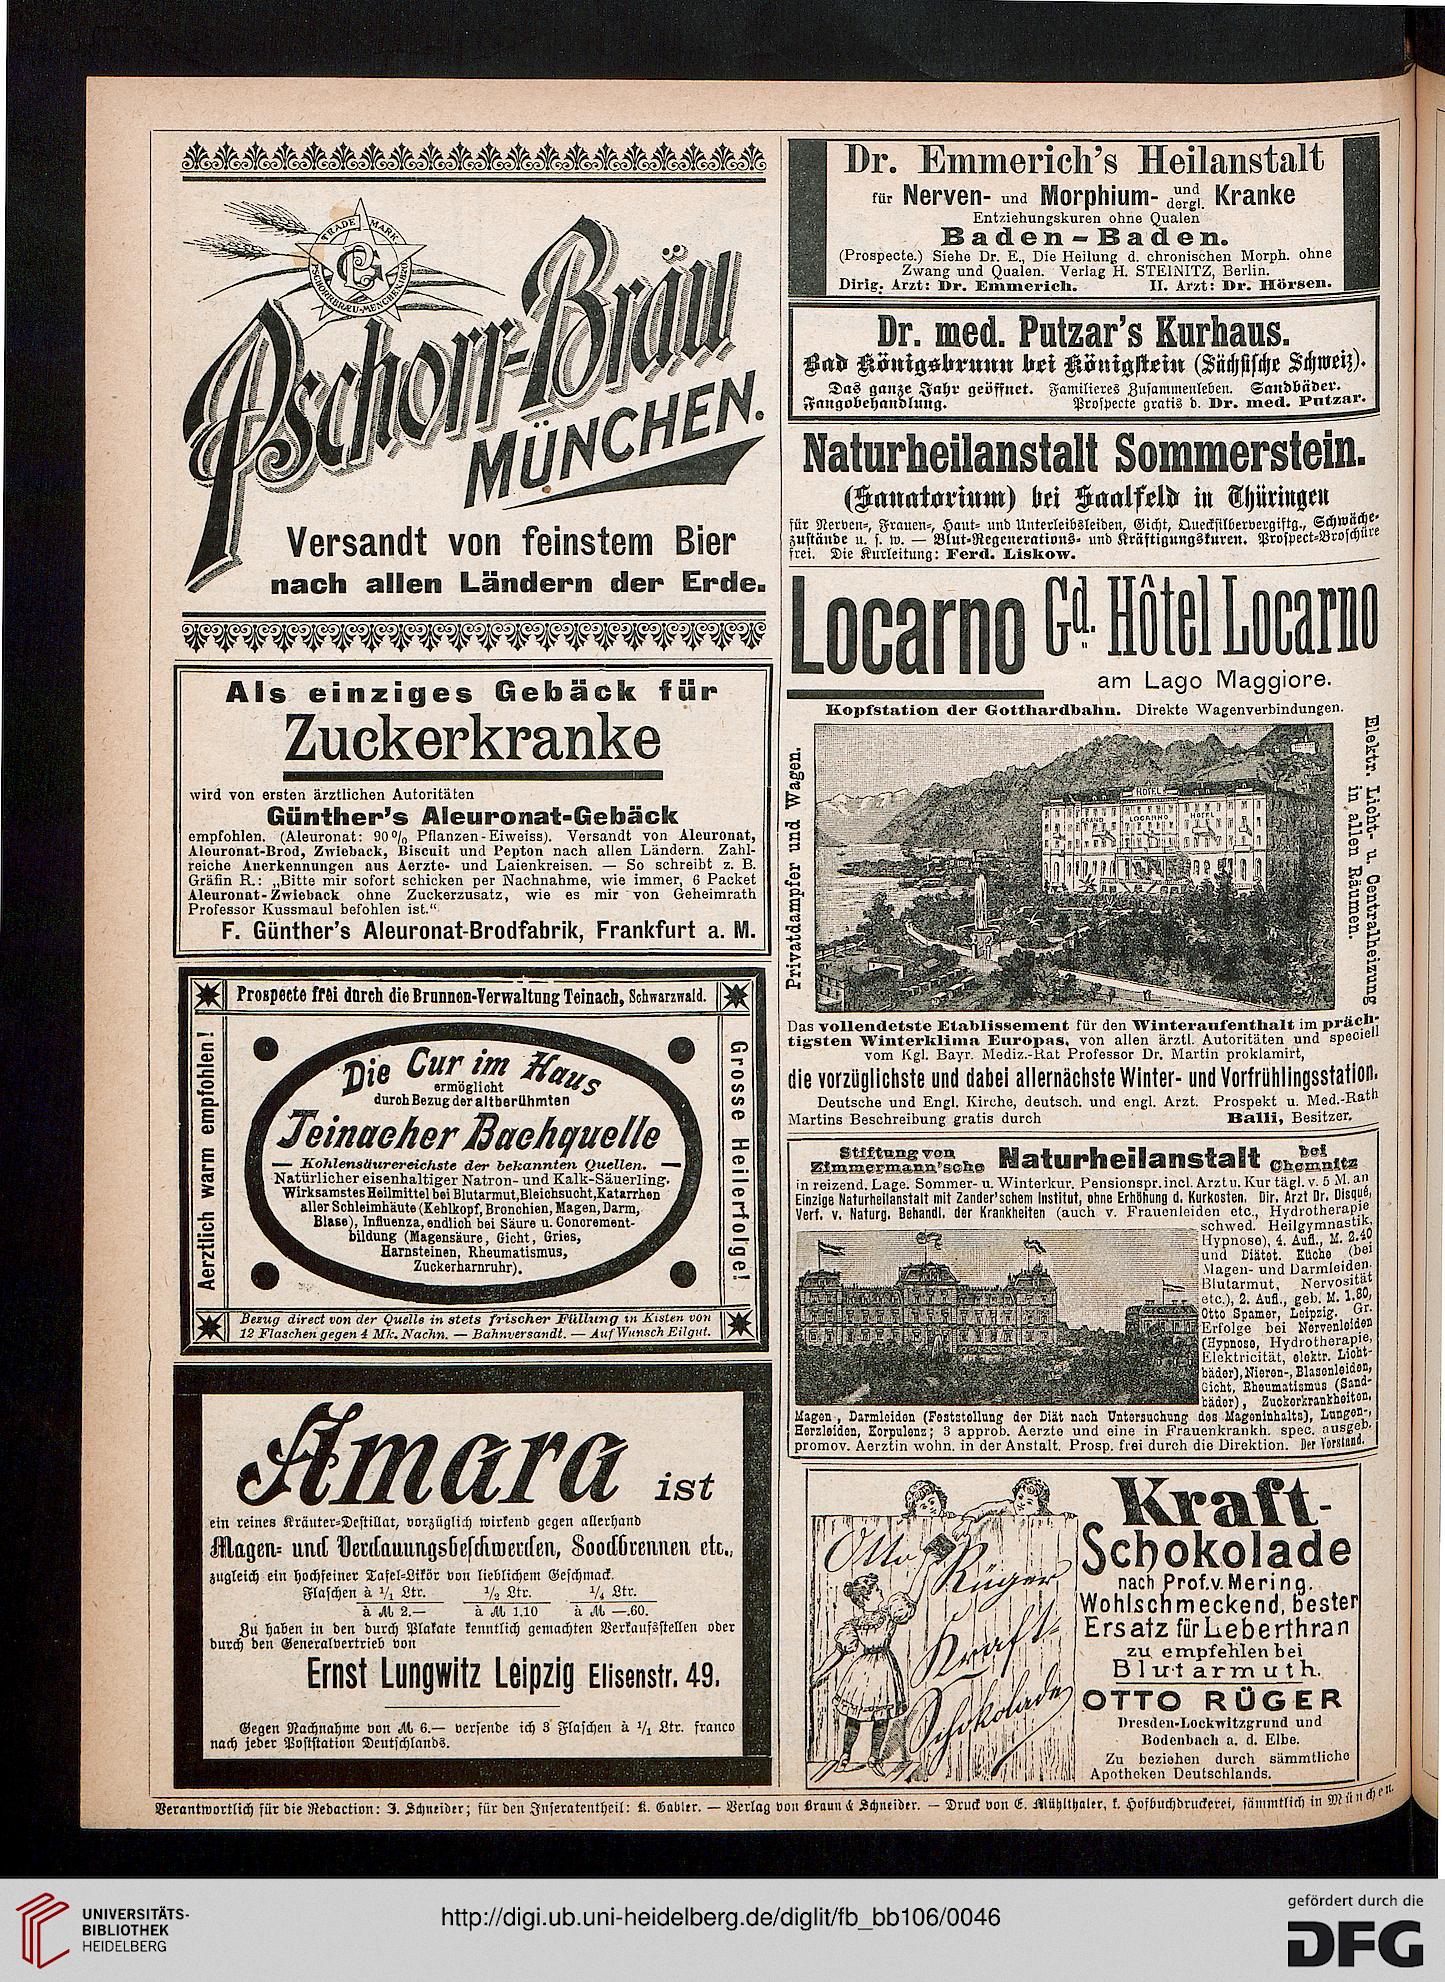 TRADE MARK
PSCHORRBRÆU-MÜNCHEN
Pschorr-Bräu
MÜNCHEN.
Versandt von feinstem Bier
nach allen Ländern der Erde.
Als einziges Gebäck für
Zuckerkranke
wird von ersten ärztlichen Autoritäten
Günther's Aleuronat-Gebäck
empfohlen. (Aleuronat: 90% Pflanzen-Eiweiss). Versandt von Aleuronat,
Aleuronat-Brod, Zwieback, Biscuit und Pepton nach allen Ländern. Zahl-
reiche Anerkennungen aus Aerzte- und Laienkreisen. — So schreibt z. B.
Gräfin R.: „Bitte mir sofort schicken per Nachnahme, wie immer, 6 Packet
Aleuronat-Zwieback ohne Zuckerzusatz, wie es mir von Geheimrath
Professor Kussmaul befohlen ist.“
F. Günther's Aleuronat-Brodfabrik, Frankfurt a. M.
Prospecte frei durch die Brunnen-Verwaltung Teinach, Schwarzwald.
Aerztlich warm empfohlen!
Die Cur im Haus
ermöglicht
durch Bezug der altberühmten
Teinacher Bachquelle
— Kohlensäurereichste der bekannten Quellen. —
Natürlicher eisenhaltiger Natron- und Kalk-Säuerling.
Wirksamstes Heilmittel bei Blutarmut, Bleichsucht, Katarrhen
aller Schleimhäute (Kehlkopf, Bronchien, Magen, Darm,
Blase), Influenza, endlich bei Säure u. Concrement-
bildung (Magensäure, Gicht, Gries,
Harnsteinen, Rheumatismus,
Zuckerharnruhr).
Grosse Heilerfolge!
Bezug direct von der Quelle in stets frischer Füllung in Kisten von
12 Flaschen gegen 4 Mk. Nachn. — Bahnversandt. — Auf Wunsch Eilgut.
Amara ist
ein reines Kräuter-Destillat, vorzüglich wirkend gegen allerhand
Magen- und Verdauungsbeschwerden, Soodbrennen etc.,
zugleich ein hochfeiner Tafel-Likör von lieblichem Geschmack.
Flaschen à 1/1 Ltr. 1/2 Ltr. 1/4 Ltr.
à M 2.— à M 1.10 à M —.60.
Zu haben in den durch Plakate kenntlich gemachten Verkaufsstellen oder
durch den Generalvertrieb von
Ernst Lungwitz Leipzig Elisenstr. 49.
Gegen Nachnahme von M 6.— versende ich 3 Flaschen à 1/1 Ltr. franco
nach jeder Poststation Deutschlands.
Dr. Emmerich's Heilanstalt
für Nerven- und Morphium- und dergl. Kranke
Entziehungskuren ohne Qualen
Baden-Baden.
(Prospecte.) Siehe Dr. E., Die Heilung d. chronischen Morph. ohne
Zwang und Qualen. Verlag H. STEINITZ, Berlin.
Dirig. Arzt: Dr. Emmerich. II. Arzt: Dr. Hörsen.
Dr. med. Putzar's Kurhaus.
Bad Königsbrunn bei Königstein (Sächsische Schweiz).
Das ganze Jahr geöffnet. Familieres Zusammenleben. Sandbäder.
Fangobehandlung. Prospecte gratis d. Dr. med. Putzar.
Naturheilanstalt Sommerstein.
(Sanatorium) bei Saalfeld in Thüringen
für Nerven-, Frauen-, Haut- und Unterleibsleiden, Gicht, Quecksilbervergiftg., Schwäche-
zustände u. s. w. — Blut-Regenerations- und Kräftigungskuren. Prospect-Broschüre
frei. Die Kurleitung: Ferd. Liskow.
Locarno Gd. Hôtel Locarno
am Lago Maggiore.
Kopfstation der Gotthardbahn. Direkte Wagenverbindungen.
Privatdampfer und Wagen.
HOTEL
GRAND LOCARNO HOTEL
Elektr. Licht- u. Centralheizung
in allen Räumen.
Das vollendetste Etablissement für den Winteraufenthalt im präch-
tigsten Winterklima Europas, von allen ärztl. Autoritäten und speciell
vom Kgl. Bayr. Mediz.-Rat Professor Dr. Martin proklamirt,
die vorzüglichste und dabei allernächste Winter- und Vorfrühlingsstation.
Deutsche und Engl. Kirche, deutsch. und engl. Arzt. Prospekt u. Med.-Rath
Martins Beschreibung gratis durch Balli, Besitzer.
Stiftung von
Zimmermann'sche Naturheilanstalt bei Chemnitz
in reizend. Lage. Sommer- u. Winterkur. Pensionspr. incl. Arzt u. Kur tägl. v. 5 M. an
Einzige Naturheilanstalt mit Zander'schem Institut, ohne Erhöhung d. Kurkosten. Dir. Arzt Dr. Disqué,
Verf. v. Naturg. Behandl. der Krankheiten (auch v. Frauenleiden etc., Hydrotherapie
schwed. Heilgymnastik,
Hypnose), 4. Aufl., M. 2.40
und Diätet. Küche (bei
Magen- und Darmleiden.
Blutarmut, Nervosität
etc.), 2. Aufl., geb. M. 1.80,
Otto Spamer, Leipzig. Gr.
Erfolge bei Nervenleiden
(Hypnose, Hydrotherapie,
Elektricität, elektr. Licht-
bäder), Nieren-, Blasenleiden,
Gicht, Rheumatismus (Sand-
bäder), Zuckerkrankheiten,
Magen-, Darmleiden (Feststellung der Diät nach Untersuchung des Mageninhalts), Lungen-,
Herzleiden, Korpulenz; 3 approb. Aerzte und eine in Frauenkrankh. spec. ausgeb.
promov. Aerztin wohn. in der Anstalt. Prosp. frei durch die Direktion. Der Vorstand.
Otto
Rüger
Kraft-
Schokolade
Kraft-
Schokolade
nach Prof. v. Mering.
Wohlschmeckend, bester
Ersatz für Leberthran
zu empfehlen bei
Blutarmuth.
OTTO RÜGER
Dresden-Lockwitzgrund und
Bodenbach a. d. Elbe.
Zu beziehen durch sämmtliche
Apotheken Deutschlands.
Verantwortlich für die Redaction: J. Schneider; für den Inseratentheil: K. Gabler. — Verlag von Braun & Schneider. — Druck von E. Mühlthaler, k. Hofbuchdruckerei, sämmtlich in München.
UNIVERSITÄTS-
BIBLIOTHEK
HEIDELBERG
http://digi.ub.uni-heidelberg.de/diglit/fb_bb106/0046
gefördert durch die
DFG